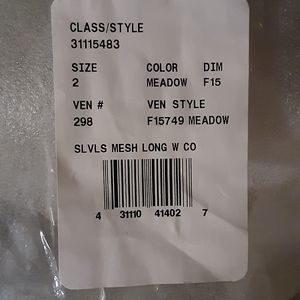 CLASS/STYLE
31115483
SIZE COLOR DIM
2 MEADOW F15
VEN # VEN STYLE
298 F15749 MEADOW
SLVLS MESH LONG W CO
4 31110 41402 7